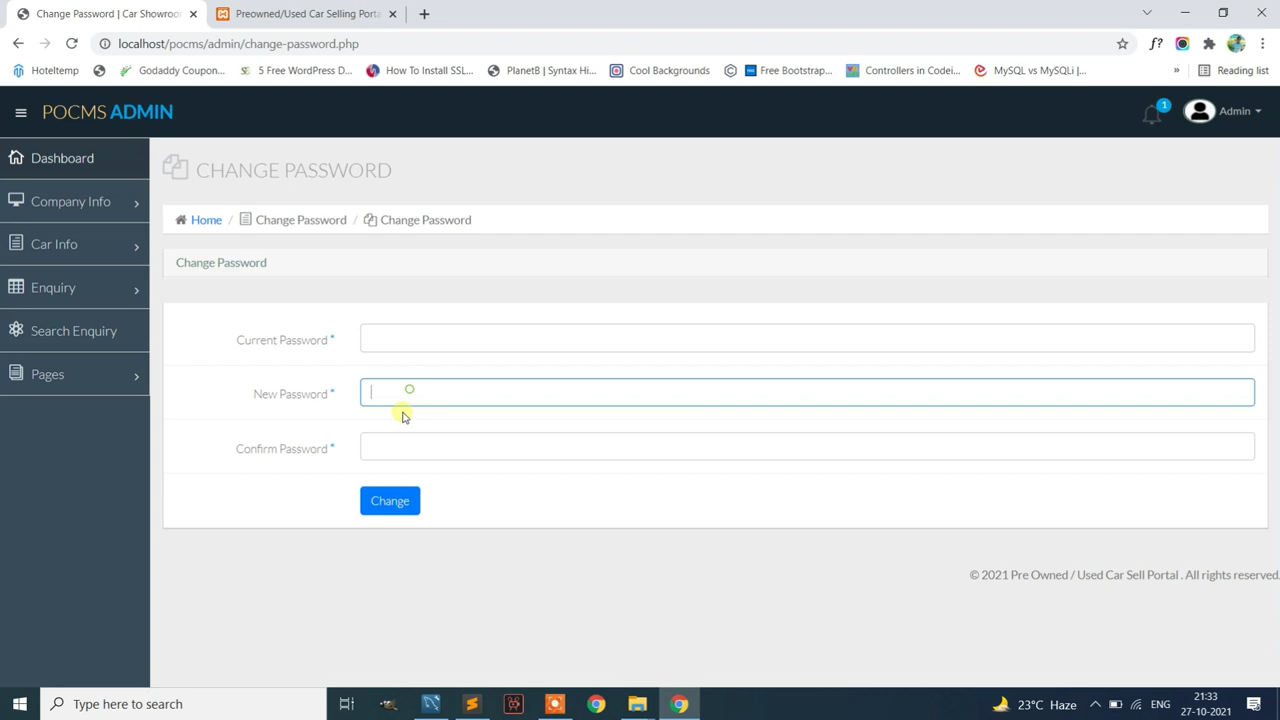 Change Password | Car Showroo
Preowned/Used Car Selling Porta
localhost/pocms/admin/change-password.php
Hoteltemp
Godaddy Coupon...
5 Free WordPress D...
How To Install SSL...
PlanetB | Syntax Hi...
Cool Backgrounds
Free Bootstrap...
Controllers in Codei...
MySQL vs MySQLi |...
»
Reading list
POCMS ADMIN
1
Admin
Dashboard
Company Info
Car Info
Enquiry
Search Enquiry
Pages
CHANGE PASSWORD
Home / Change Password / Change Password
Change Password
Current Password *
New Password *
Confirm Password *
Change
© 2021 Pre Owned / Used Car Sell Portal . All rights reserved.
Type here to search
23°C Haze
ENG
21:33
27-10-2021